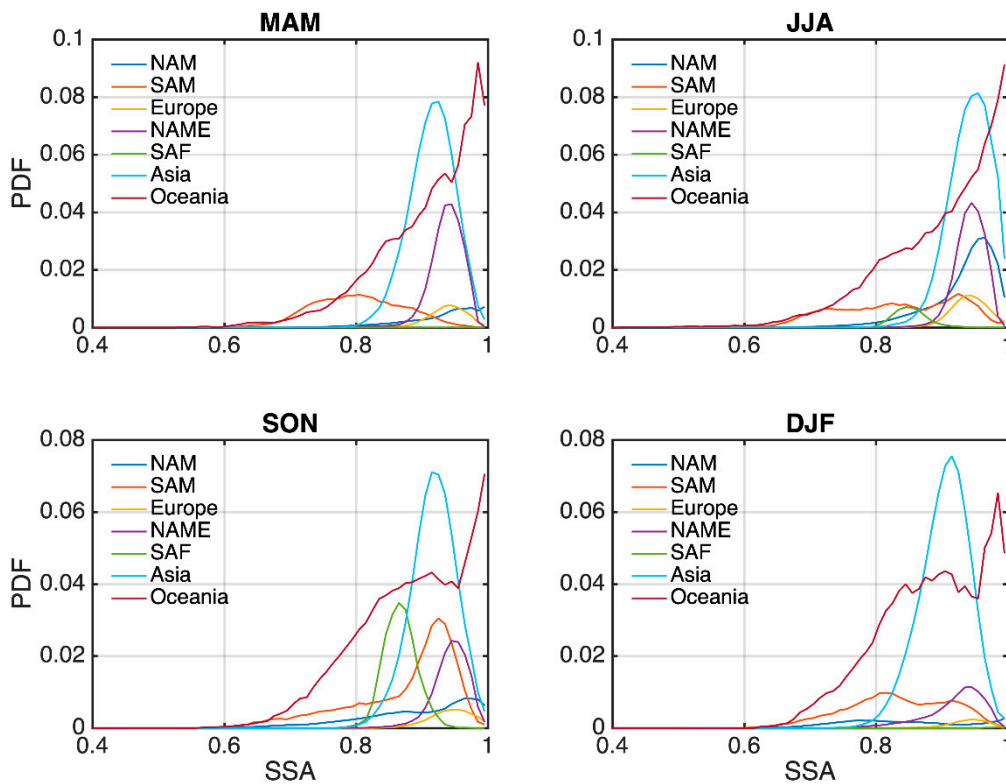 MAM
0.1
0.08
0.06
0.04
0.02
0
PDF
NAM
SAM
Europe
NAME
SAF
Asia
Oceania
0.4
0.6
0.8
1
JJA
0.1
0.08
0.06
0.04
0.02
0
NAM
SAM
Europe
NAME
SAF
Asia
Oceania
0.4
0.6
0.8
1
SON
0.08
0.06
0.04
0.02
0
PDF
NAM
SAM
Europe
NAME
SAF
Asia
Oceania
0.4
0.6
0.8
1
SSA
DJF
0.08
0.06
0.04
0.02
0
NAM
SAM
Europe
NAME
SAF
Asia
Oceania
0.4
0.6
0.8
1
SSA